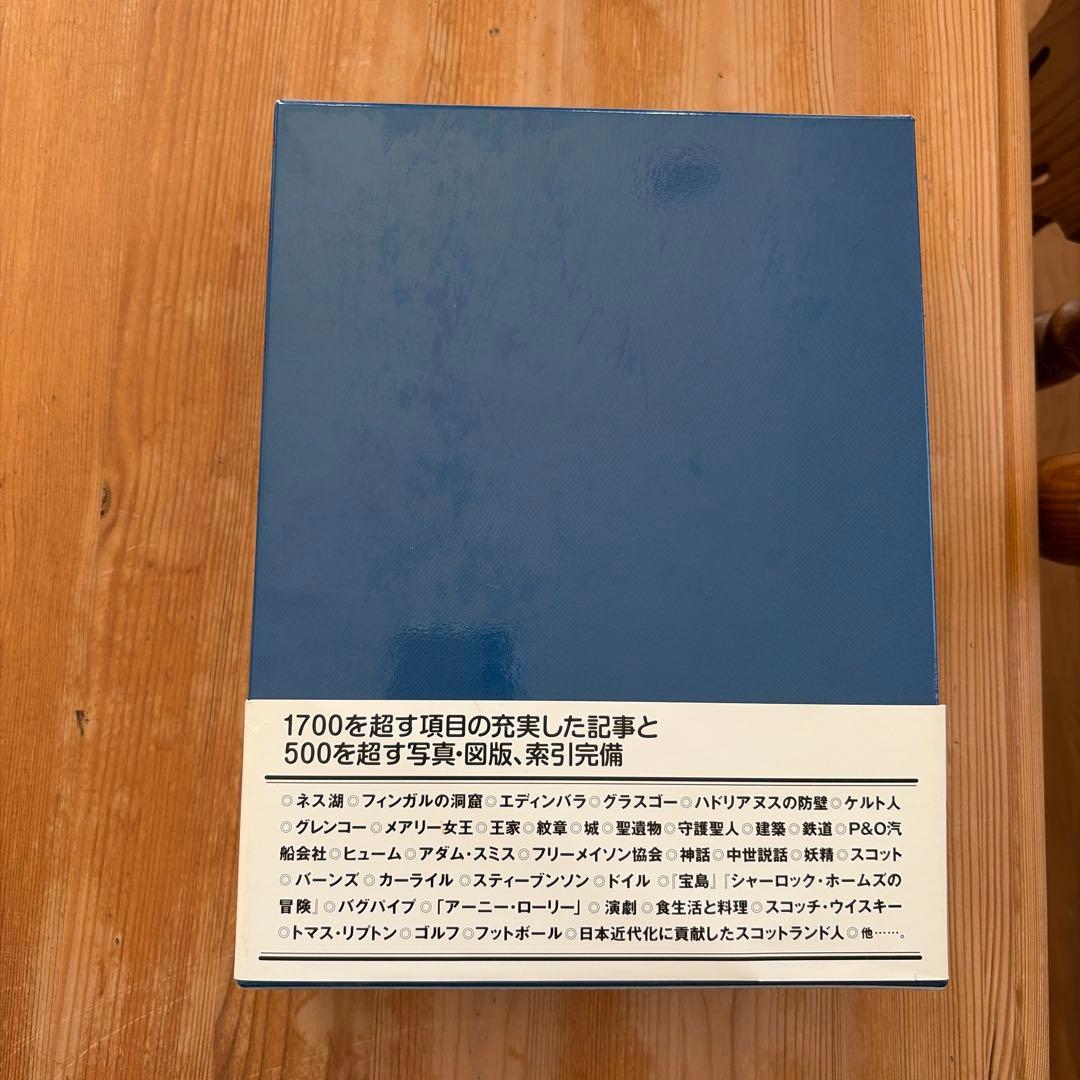 1700を超す項目の充実した記事と
500を超す写真・図版、索引完備
◎ネス湖◎フィンガルの洞窟◎エディンバラ◎グラスゴー◎ハドリアヌスの防壁◎ケルト人
◎グレンコー◎メアリー女王◎王家◎紋章◎城◎聖遺物◎守護聖人◎建築◎鉄道◎P&O汽
船会社◎ヒューム◎アダム・スミス◎フリーメイソン協会◎神話◎中世説話◎妖精◎スコット
◎バーンズ◎カーライル◎スティーブンソン◎ドイル◎『宝島』『シャーロック・ホームズの
冒険』◎バグパイプ◎「アーニー・ローリー」◎演劇◎食生活と料理◎スコッチ・ウイスキー
◎トマス・リプトン◎ゴルフ◎フットボール◎日本近代化に貢献したスコットランド人◎他……。